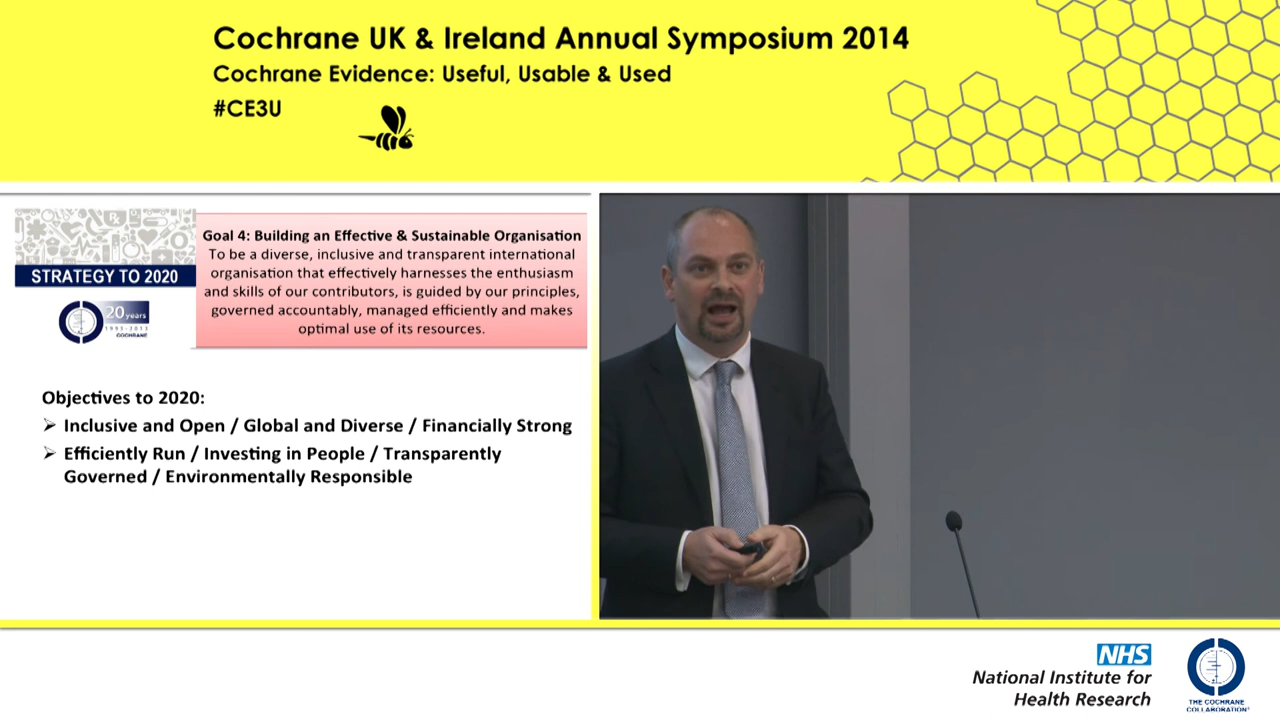 Cochrane UK & Ireland Annual Symposium 2014
Cochrane Evidence: Useful, Usable & Used
#CE3U
STRATEGY TO 2020
20 years
1993-2013
COCHRANE
Goal 4: Building an Effective & Sustainable Organisation
To be a diverse, inclusive and transparent international
organisation that effectively harnesses the enthusiasm
and skills of our contributors, is guided by our principles,
governed accountably, managed efficiently and makes
optimal use of its resources.
Objectives to 2020:
➢ Inclusive and Open / Global and Diverse / Financially Strong
➢ Efficiently Run / Investing in People / Transparently
Governed / Environmentally Responsible
NHS
National Institute for
Health Research
THE COCHRANE
COLLABORATION®